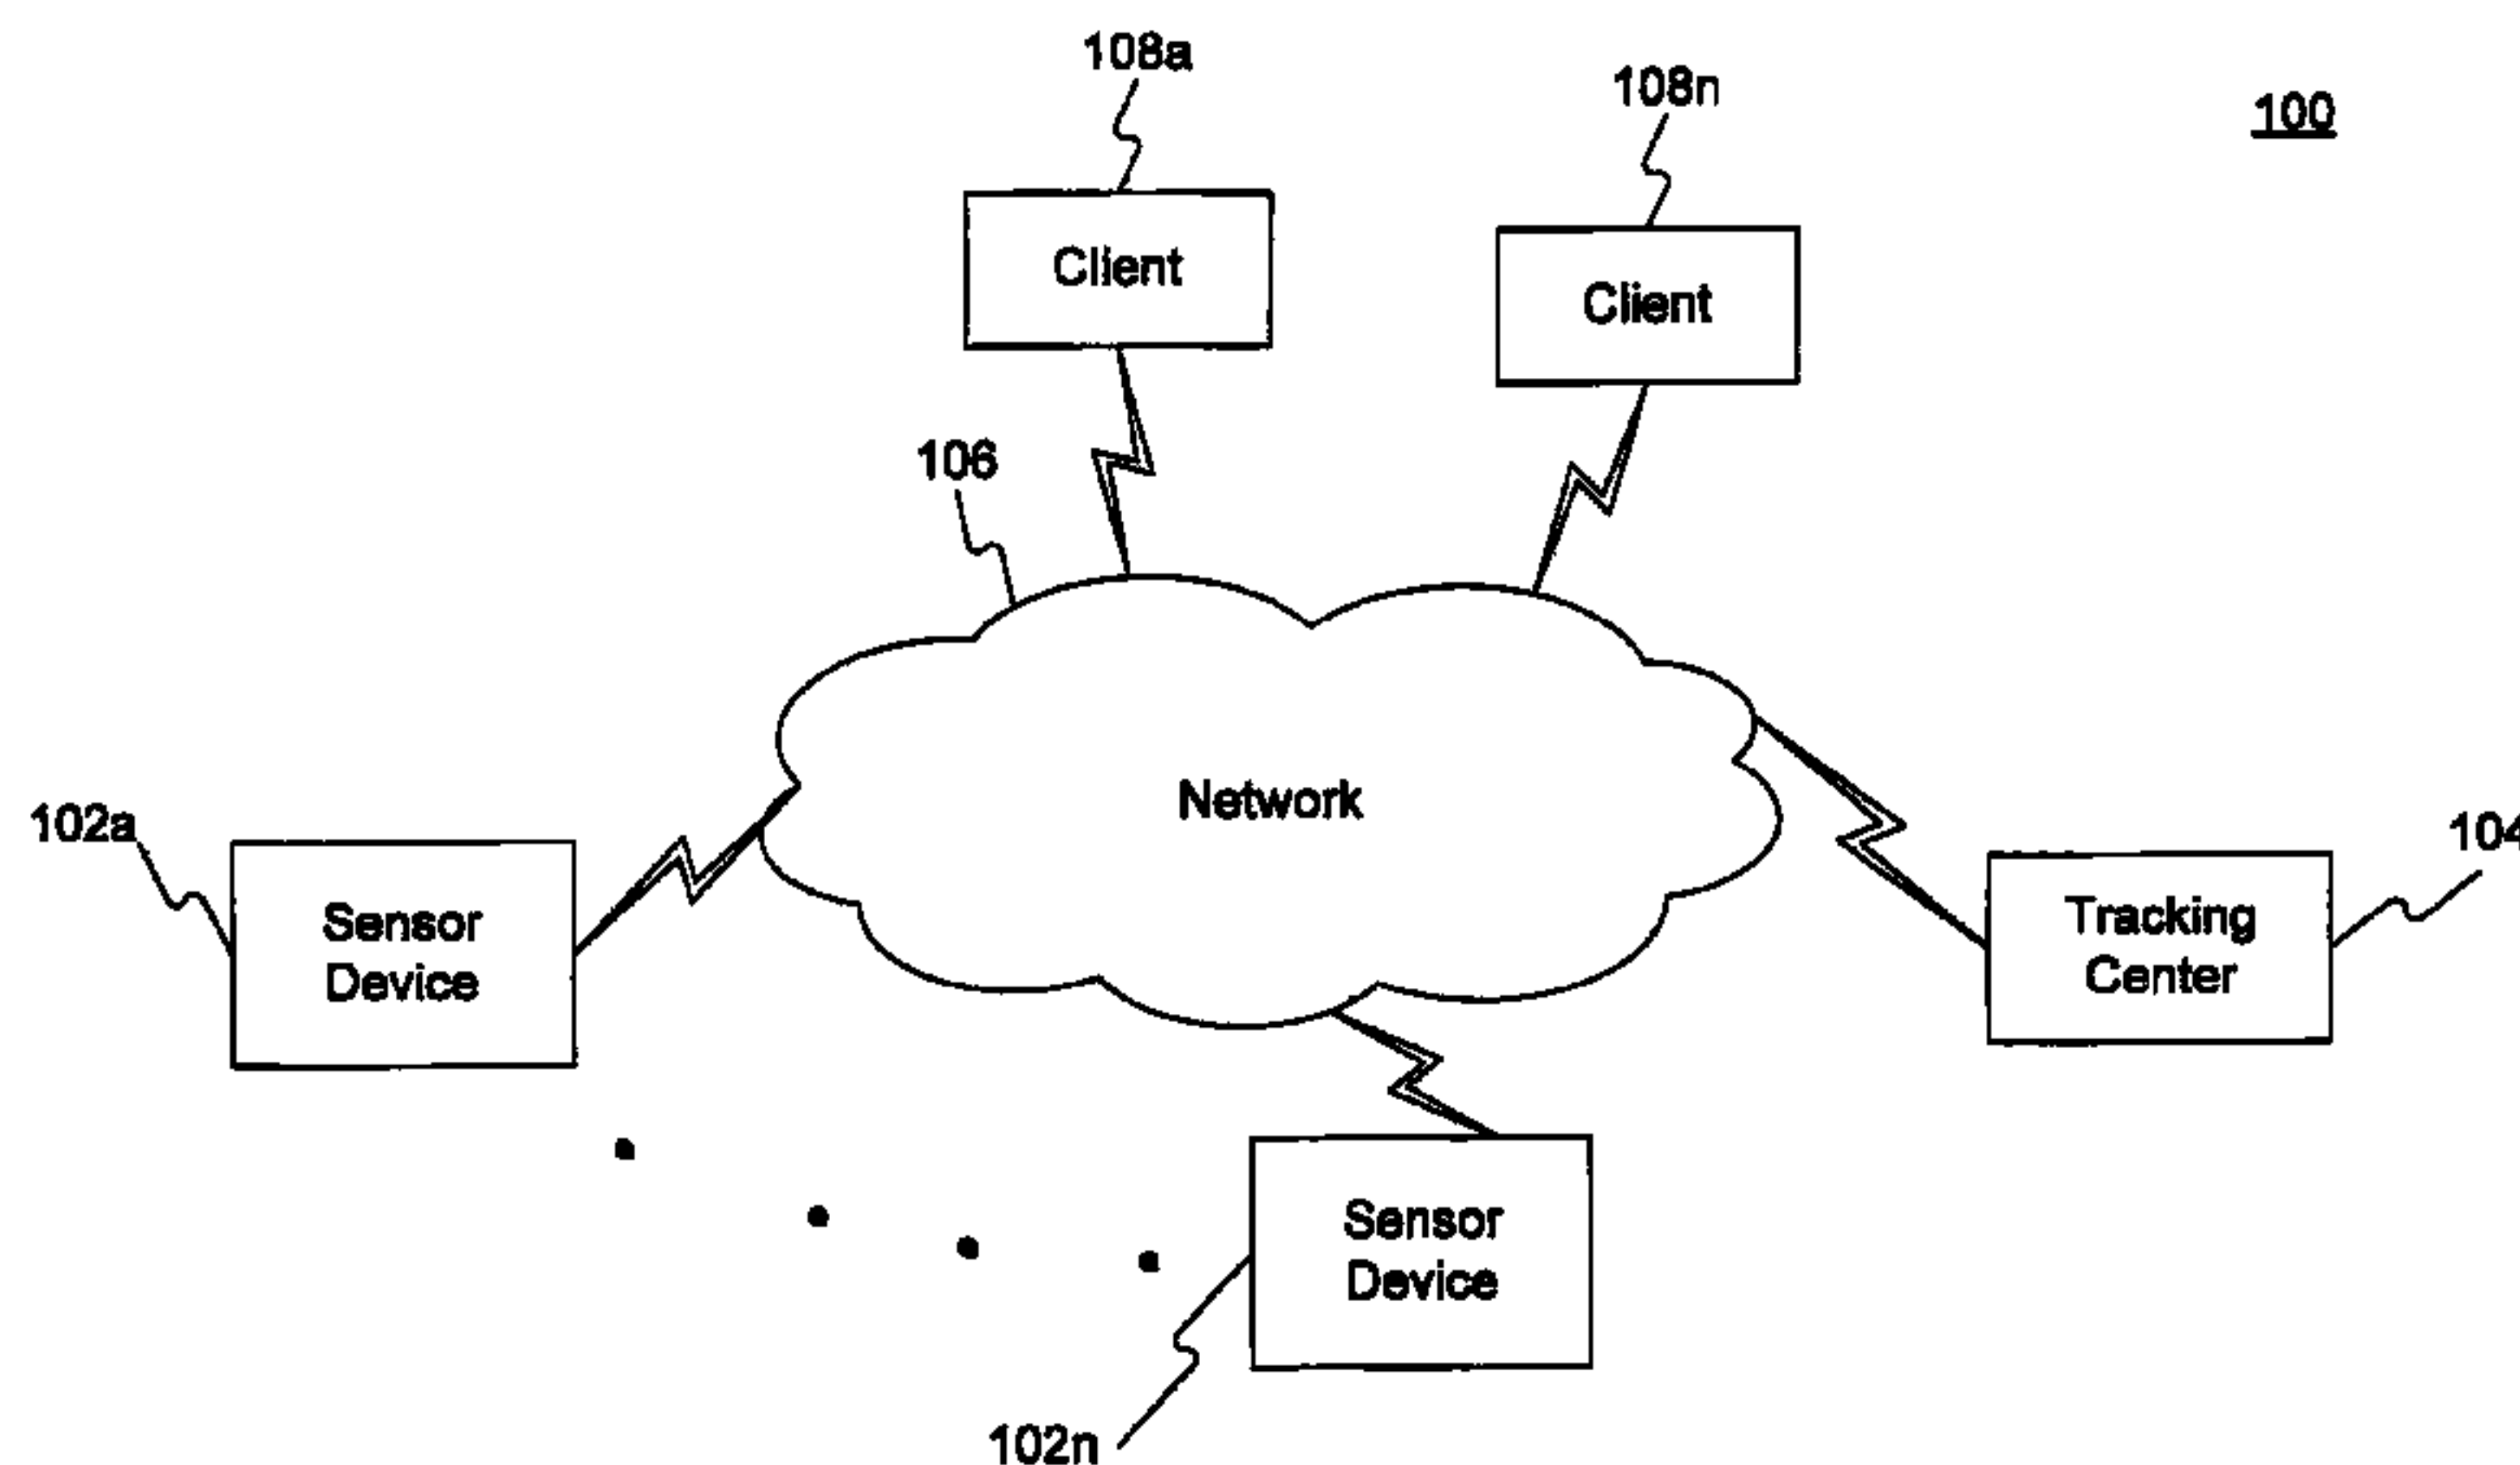 108a
108n
100
Client
Client
106
Network
102a
104
Sensor
Device
Tracking
Center
Sensor
Device
102n